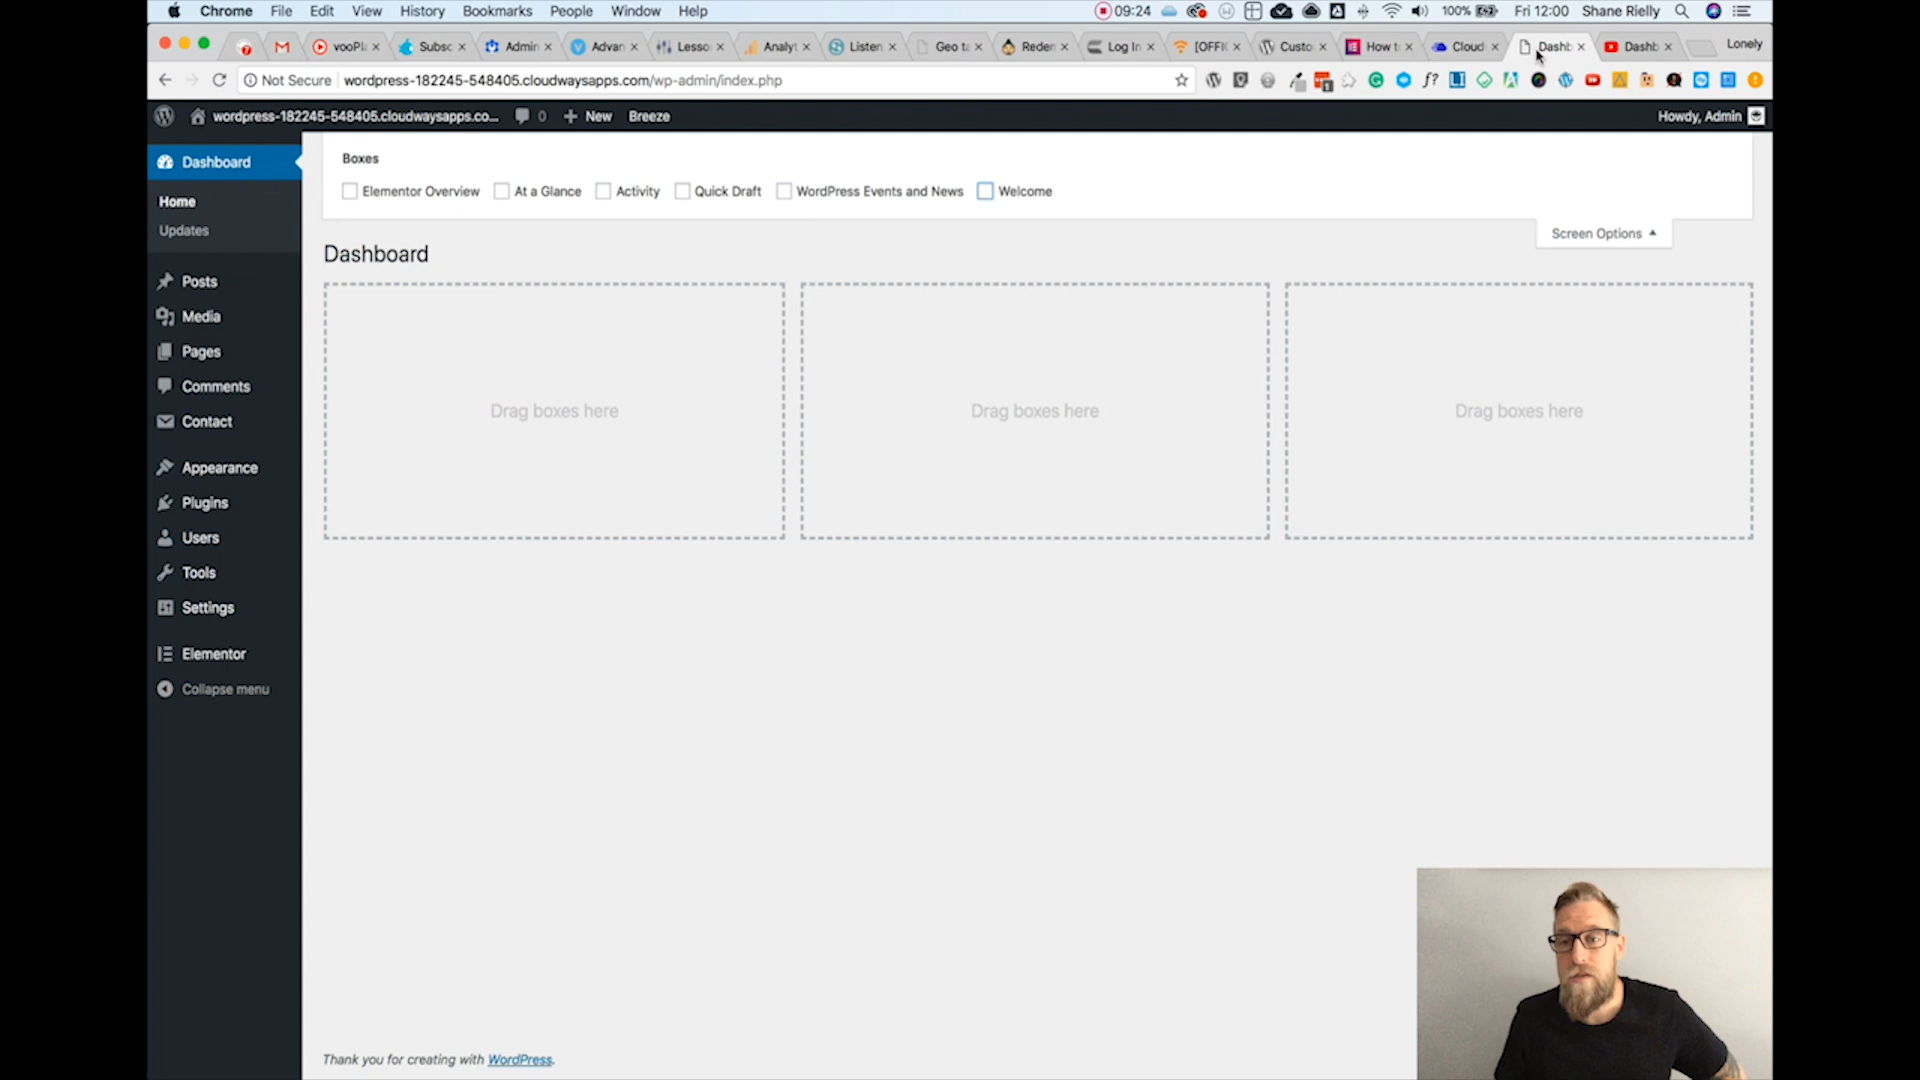 Chrome File Edit View History Bookmarks People Window Help 09:24 100% Fri 12:00 Shane Rielly
vooPl Subsc Admin Advan Lesso Analyt Listen Geo ta Reden Log In [OFFI Custo How t Cloud Dashb Dashb Lonely
Not Secure wordpress-182245-548405.cloudwaysapps.com/wp-admin/index.php
wordpress-182245-548405.cloudwaysapps.co... 0 New Breeze Howdy, Admin
Dashboard
Home
Updates
Posts
Media
Pages
Comments
Contact
Appearance
Plugins
Users
Tools
Settings
Elementor
Collapse menu
Boxes
Elementor Overview At a Glance Activity Quick Draft WordPress Events and News Welcome
Screen Options
Dashboard
Drag boxes here Drag boxes here Drag boxes here
Thank you for creating with WordPress.